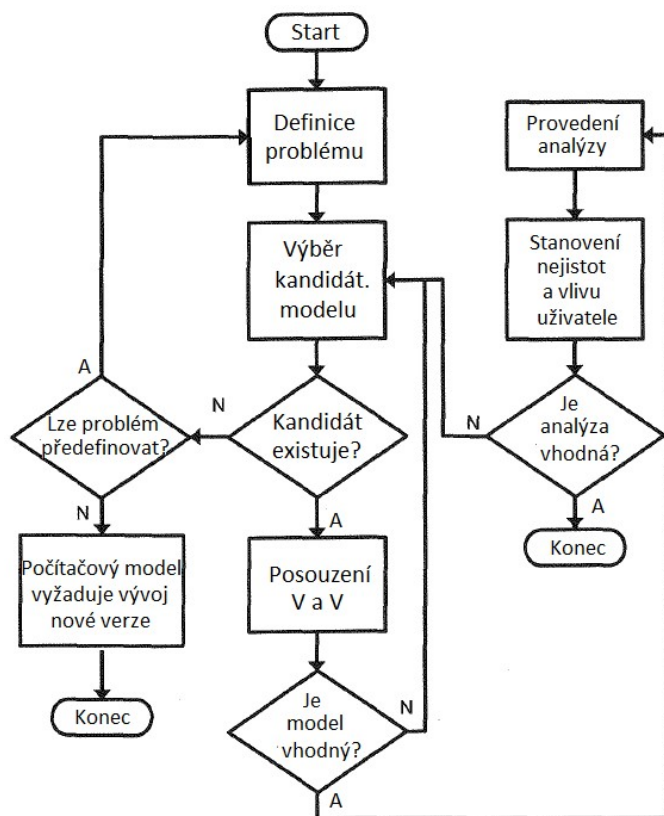 Start
Definice
problému
Výběr
kandidát.
modelu
Kandidát
existuje?
N
A
Lze problém
předefinovat?
A
N
Počítačový model
vyžaduje vývoj
nové verze
Konec
Posouzení
V a V
Je
model
vhodný?
N
A
Provedení
analýzy
Stanovení
nejistot
a vlivu
uživatele
Je
analýza
vhodná?
N
A
Konec